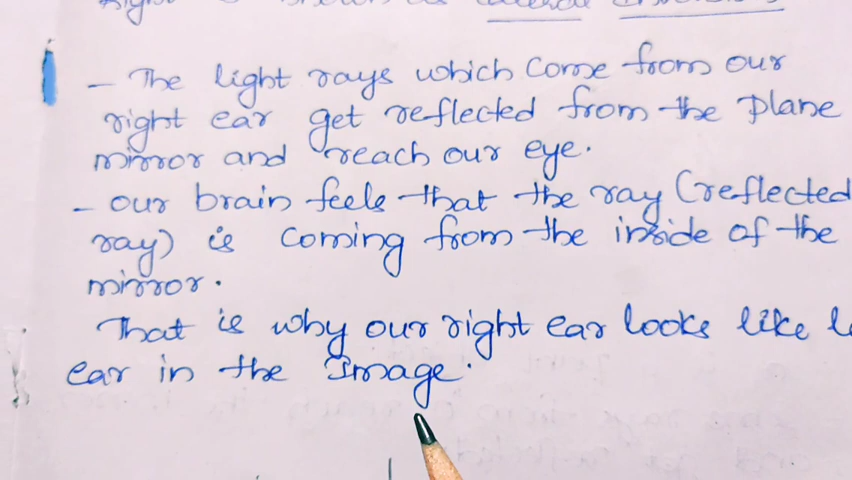 - The light rays which come from our
right ear get reflected from the plane
mirror and reach our eye.
- our brain feels that the ray (reflected
ray) is coming from the inside of the
mirror.
That is why our right ear looks like
ear in the Image.